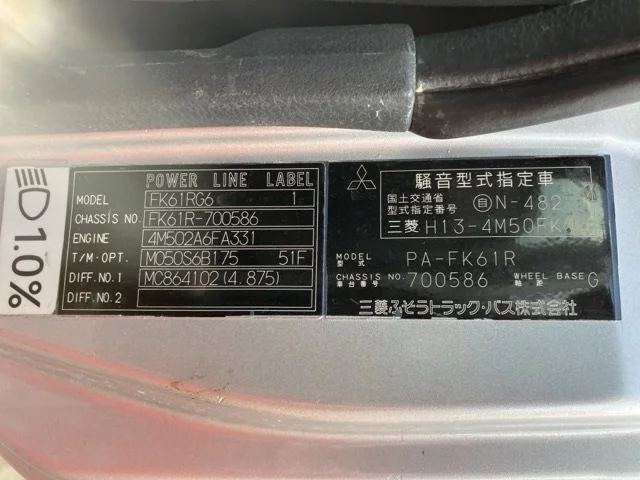 1.0%
POWER LINE LABEL
MODEL FK61RG6 1
CHASSIS NO. FK61R-700586
ENGINE 4M502A6FA331
T/M-OPT. M050S6B175 51F
DIFF.NO.1 MC864102(4.875)
DIFF.NO.2
騒音型式指定車
国土交通省
型式指定番号 自N-482
三菱 H13-4M50FK
MODEL
型式 PA-FK61R
CHASSIS NO.
車台番号 700586 WHEEL BASE
軸距 G
三菱ふそうトラック・バス株式会社